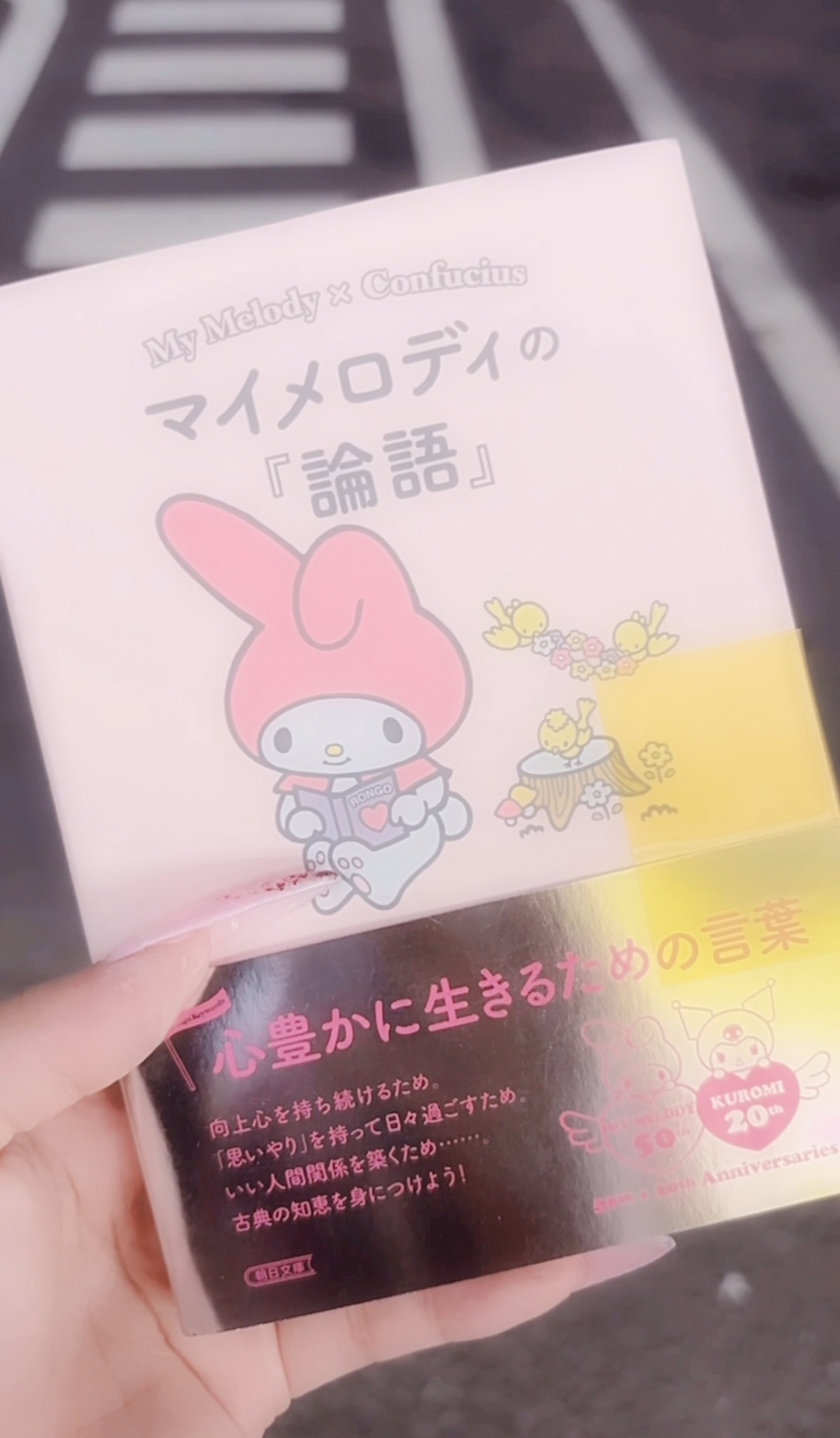 My Melody × Confucius
マイメロディの
『論語』
RONGO
心豊かに生きるための言葉
向上心を持ち続けるため。
「思いやり」を持って日々過ごすため。
いい人間関係を築くため……。
古典の知恵を身につけよう!
MY MELODY
50th
KUROMI
20th
Anniversaries
朝日文庫